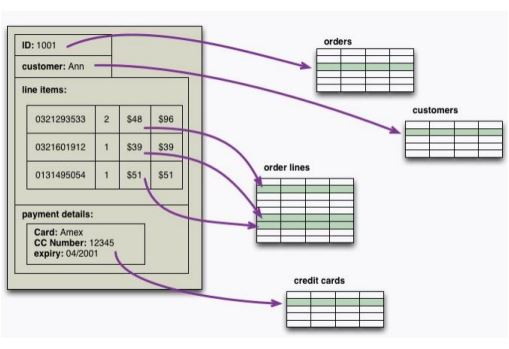 ID: 1001
customer: Ann
line items:
0321293533 2 $48 $96
0321601912 1 $39 $39
0131495054 1 $51 $51
payment details:
Card: Amex
CC Number: 12345
expiry: 04/2001
orders
customers
order lines
credit cards